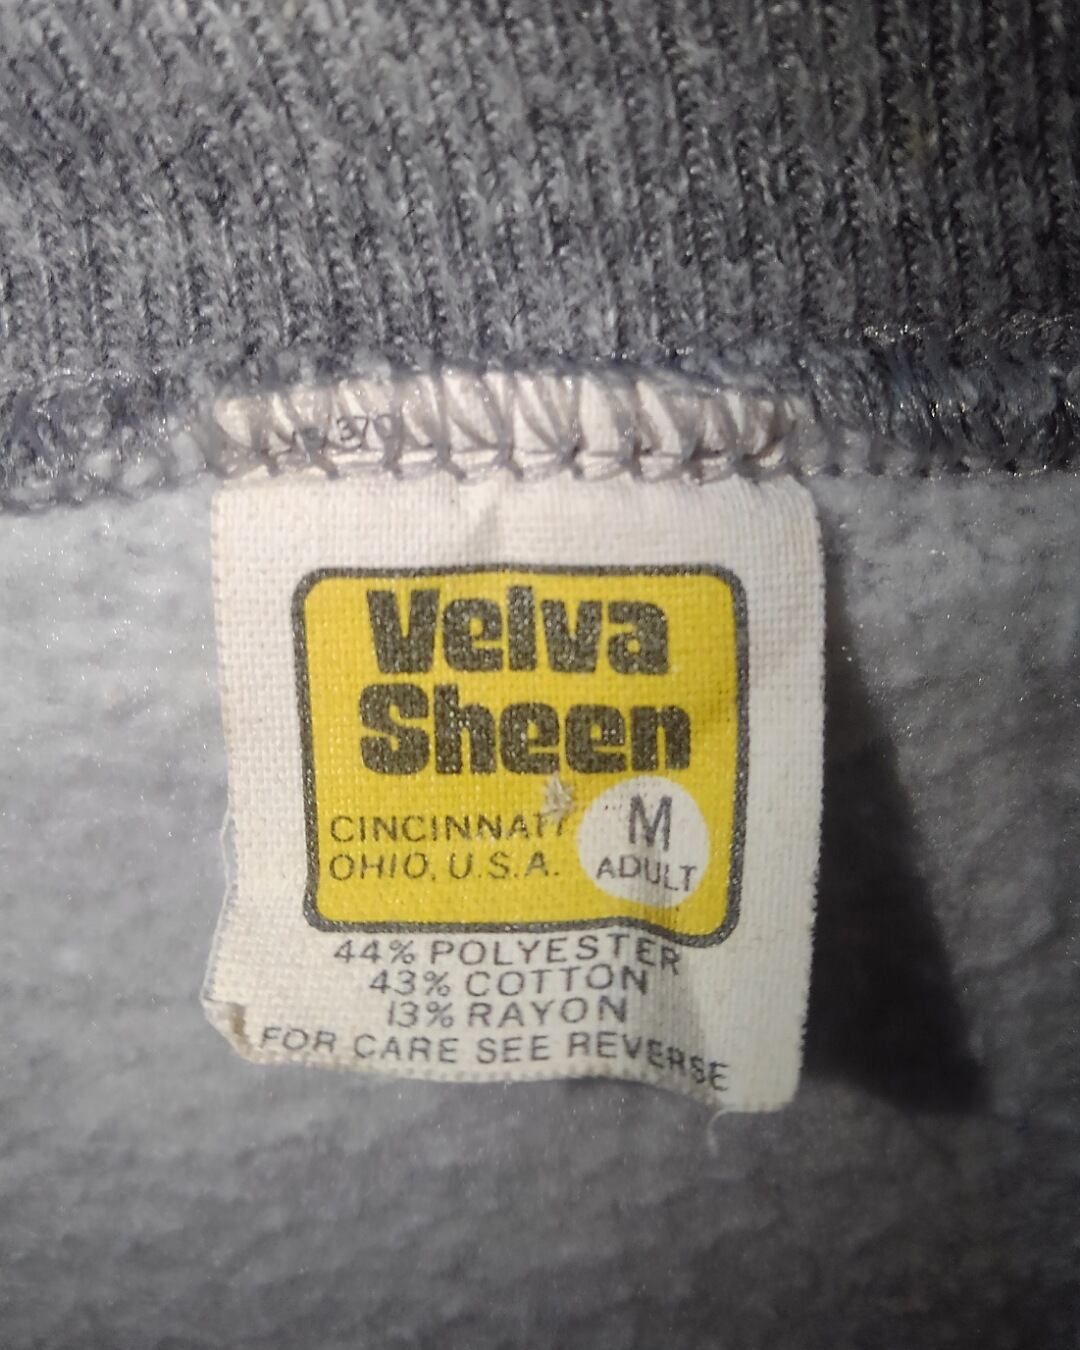 Velva
Sheen
CINCINNATI
OHIO, U.S.A.
M
ADULT
44% POLYESTER
43% COTTON
13% RAYON
FOR CARE SEE REVERSE